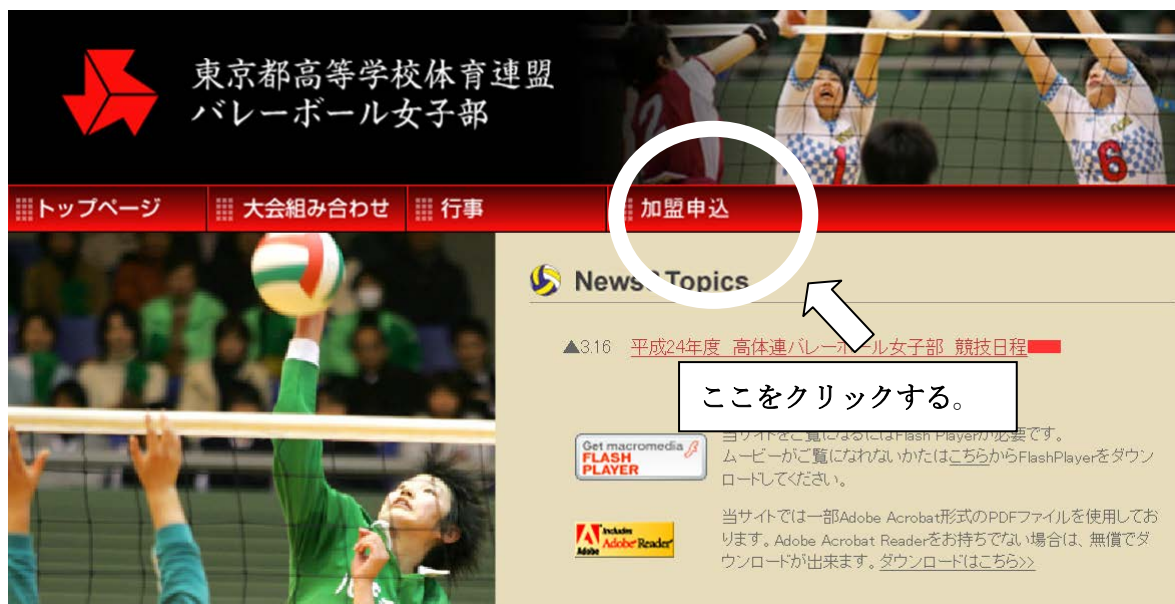 東京都高等学校体育連盟
バレーボール女子部
トップページ
大会組み合わせ
行事
加盟申込
1
6
News
Topics
▲3.16 平成24年度 高体連バレーボール女子部 競技日程
ここをクリックする。
Get macromedia
FLASH
PLAYER
当サイトをご覧になるにはFlash Playerが必要です。
ムービーがご覧になれないかたはこちらからFlashPlayerをダウン
ロードしてください。
Includes
Adobe Reader
Adobe
当サイトでは一部Adobe Acrobat形式のPDFファイルを使用してお
ります。Adobe Acrobat Readerをお持ちでない場合は、無償でダ
ウンロードが出来ます。ダウンロードはこちら>>